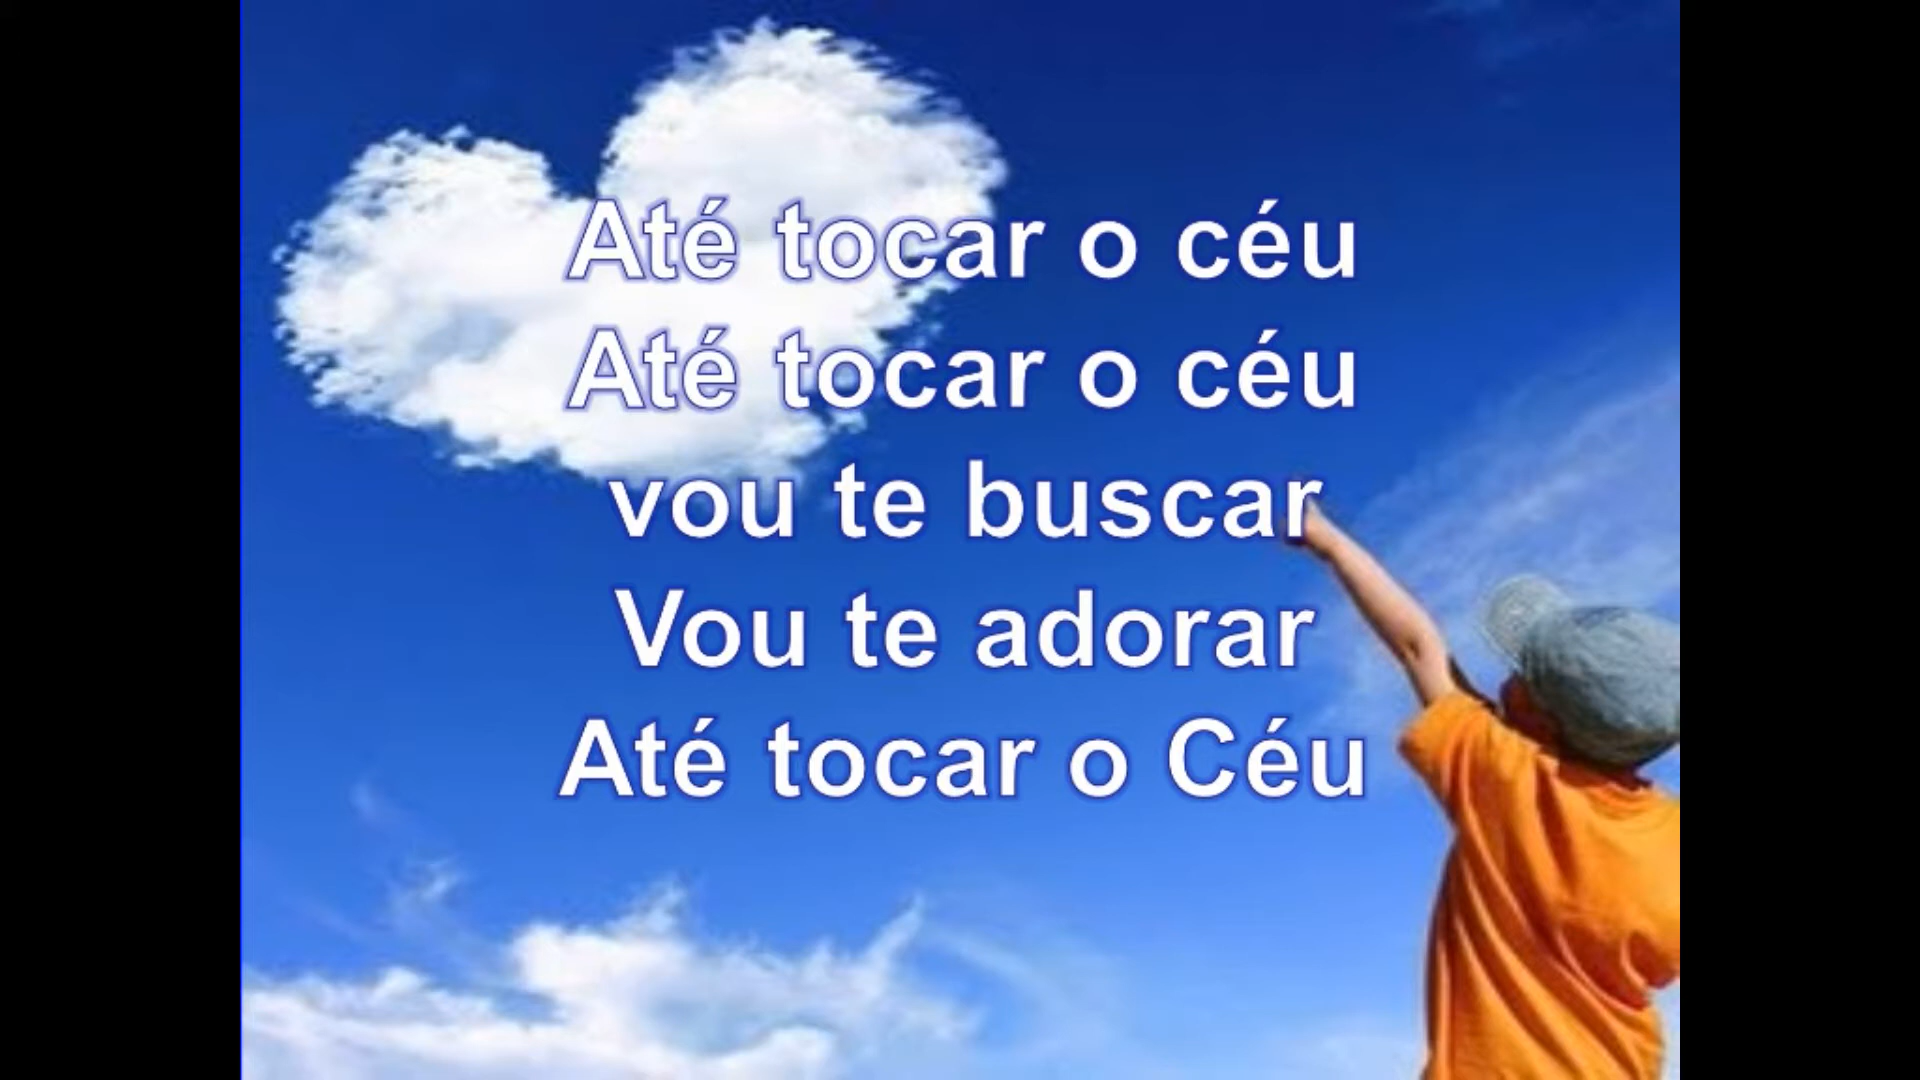 Até tocar o céu
Até tocar o céu
vou te buscar
Vou te adorar
Até tocar o Céu